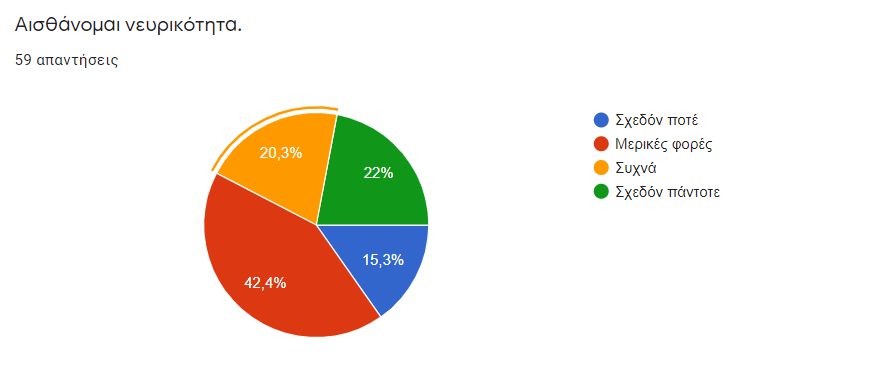 Αισθάνομαι νευρικότητα.
59 απαντήσεις
Σχεδόν ποτέ
Μερικές φορές
Συχνά
Σχεδόν πάντοτε
20,3%
22%
15,3%
42,4%